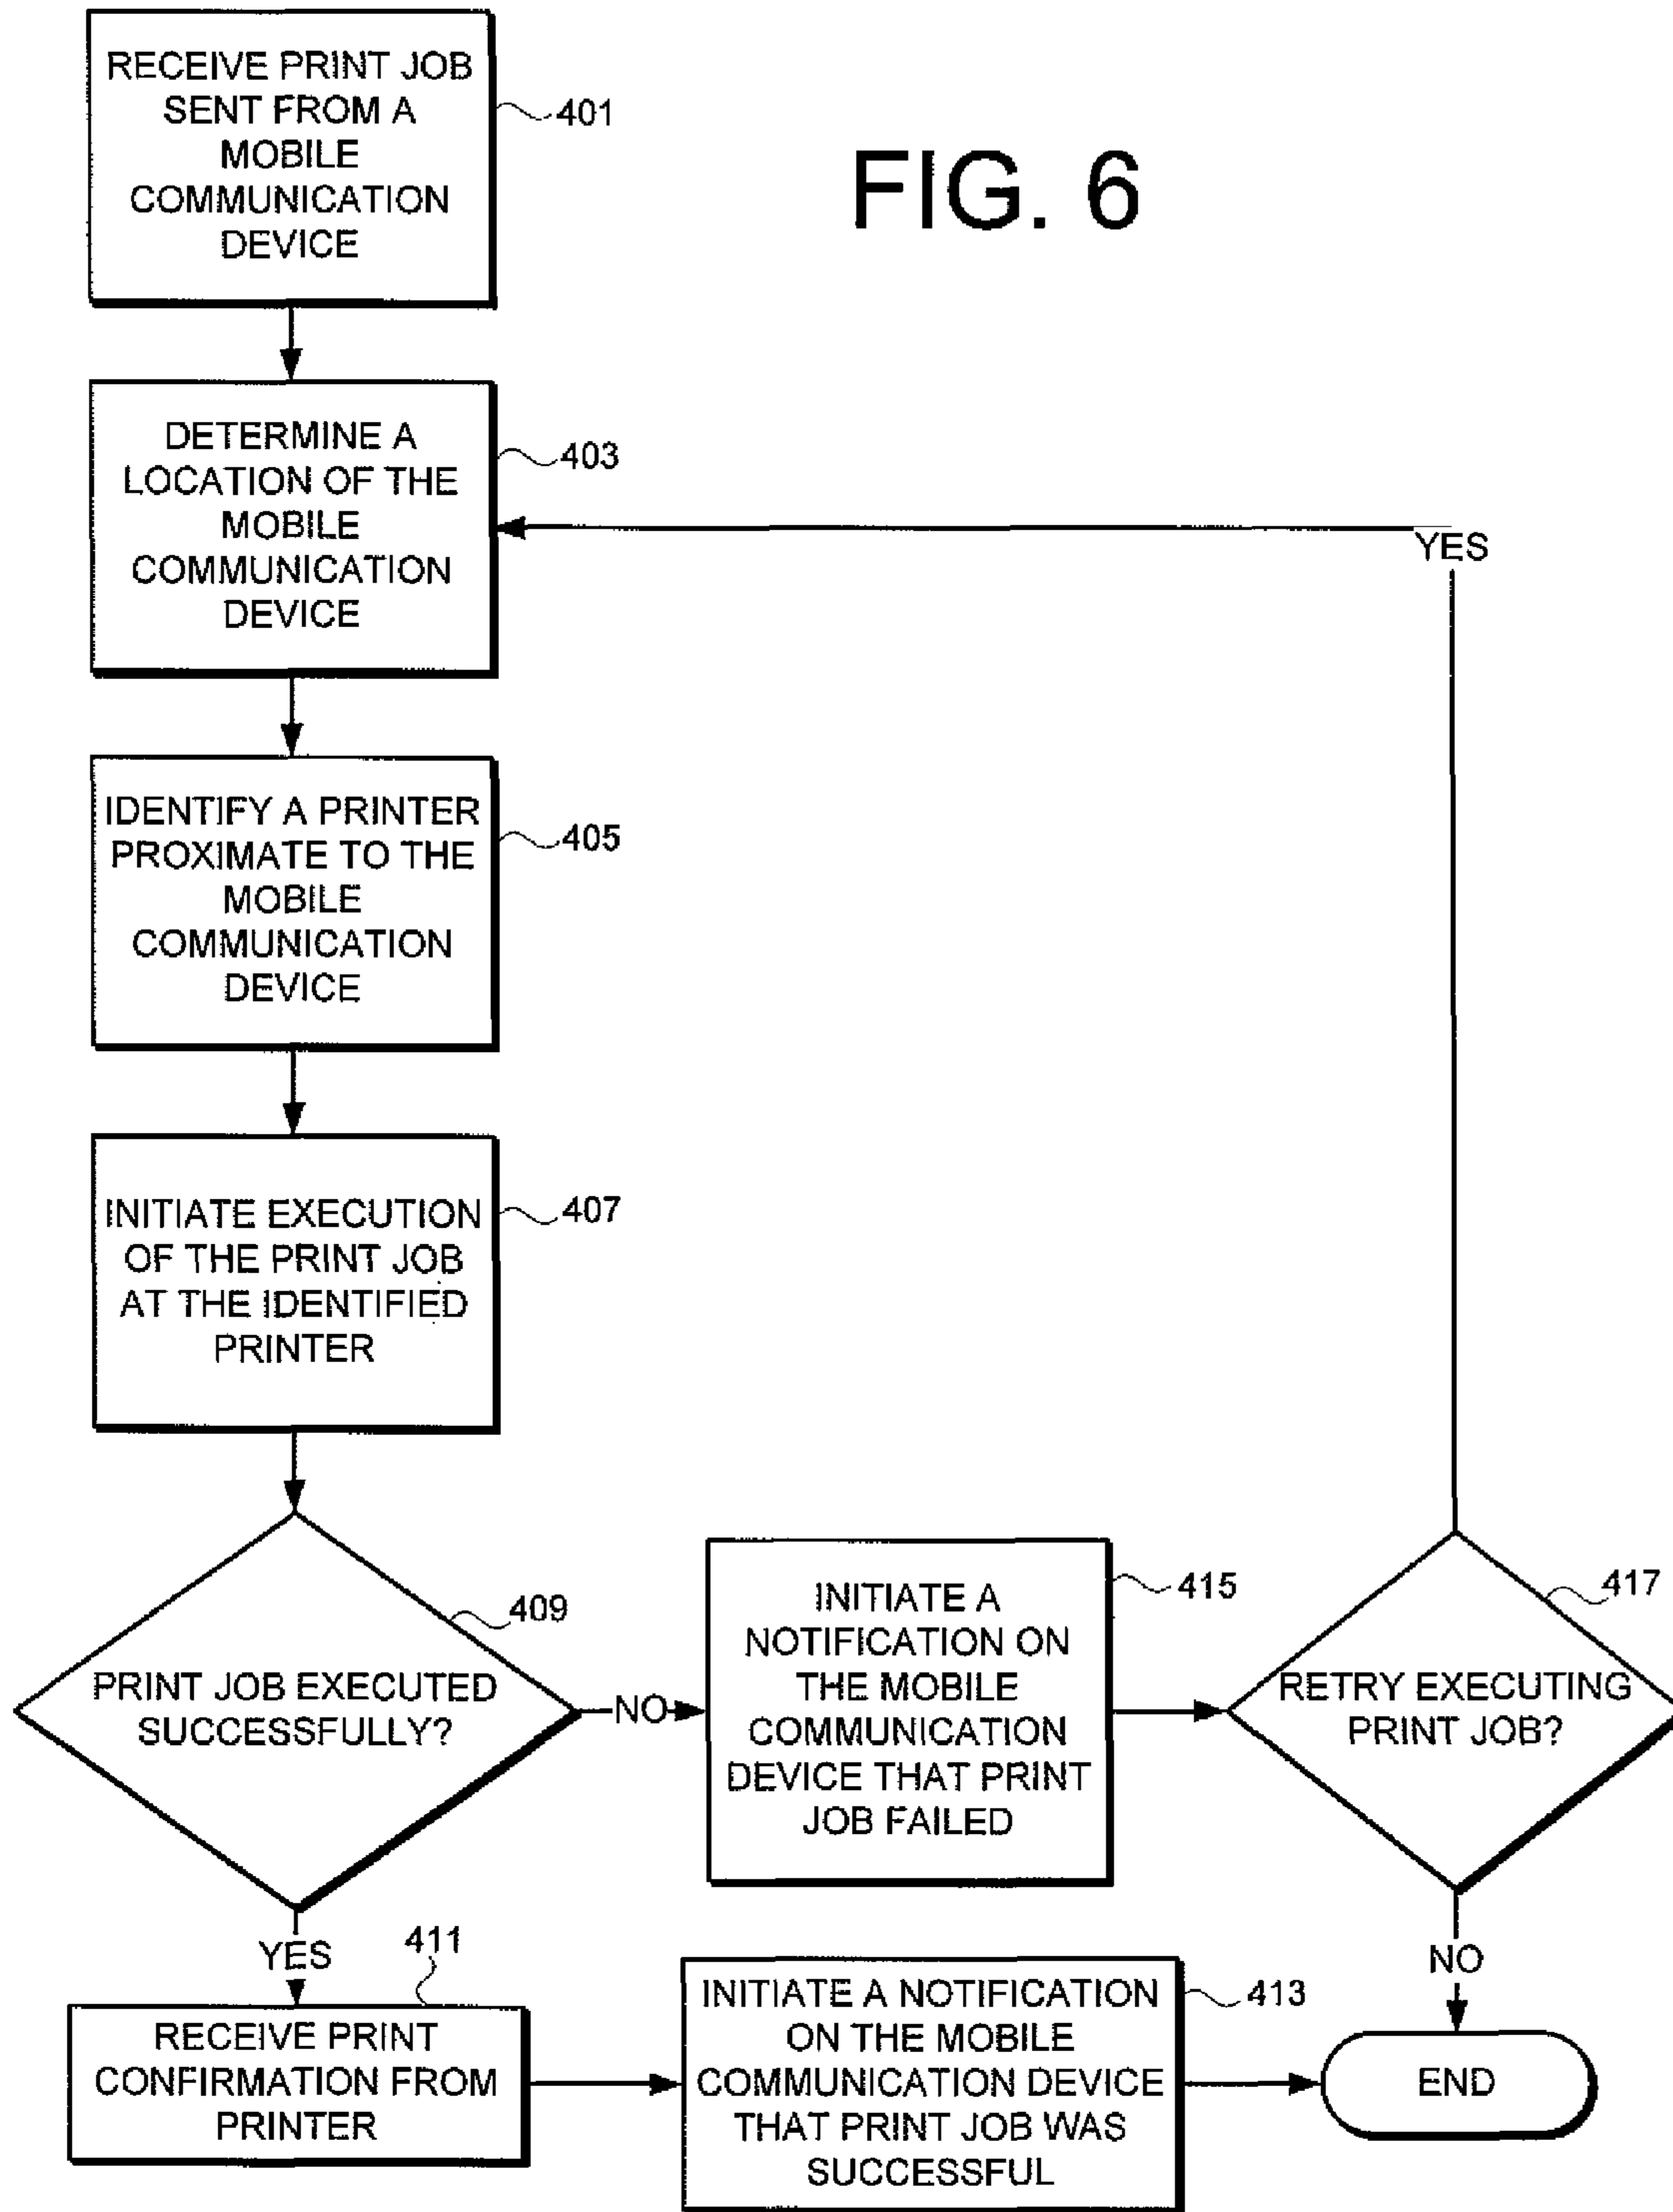 RECEIVE PRINT JOB
SENT FROM A
MOBILE
COMMUNICATION
DEVICE
401
FIG. 6
DETERMINE A
LOCATION OF THE
MOBILE
COMMUNICATION
DEVICE
403
YES
IDENTIFY A PRINTER
PROXIMATE TO THE
MOBILE
COMMUNICATION
DEVICE
405
INITIATE EXECUTION
OF THE PRINT JOB
AT THE IDENTIFIED
PRINTER
407
PRINT JOB EXECUTED
SUCCESSFULLY?
409
NO
INITIATE A
NOTIFICATION ON
THE MOBILE
COMMUNICATION
DEVICE THAT PRINT
JOB FAILED
415
RETRY EXECUTING
PRINT JOB?
417
YES
411
NO
RECEIVE PRINT
CONFIRMATION FROM
PRINTER
INITIATE A NOTIFICATION
ON THE MOBILE
COMMUNICATION DEVICE
THAT PRINT JOB WAS
SUCCESSFUL
413
END